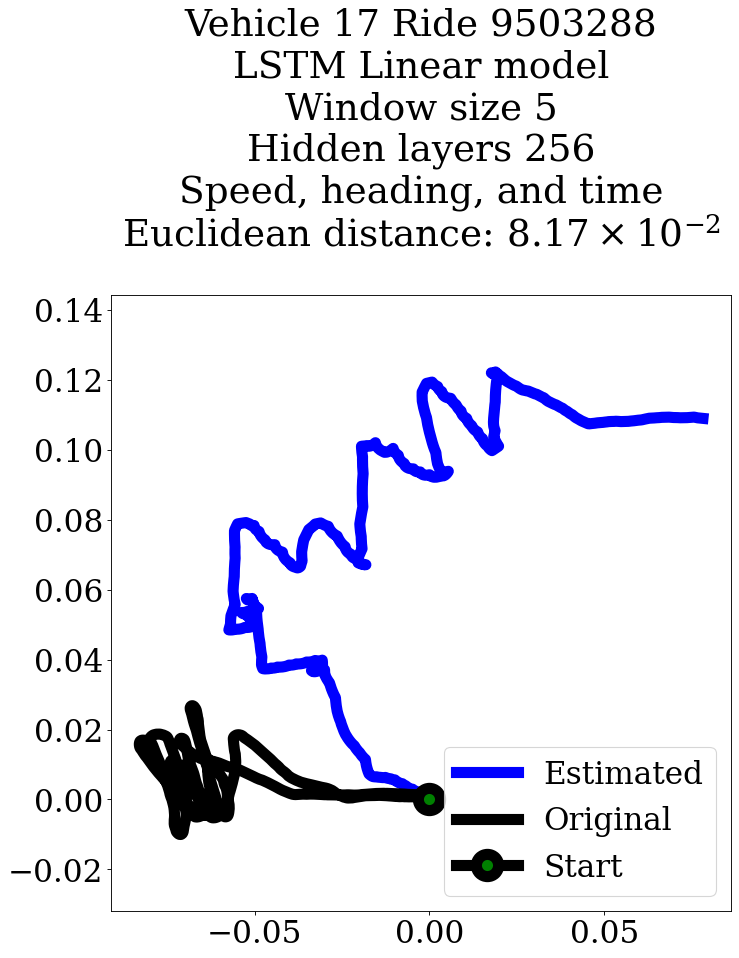 Vehicle 17 Ride 9503288
LSTM Linear model
Window size 5
Hidden layers 256
Speed, heading, and time
Euclidean distance: 8.17 × 10⁻²
0.14
0.12
0.10
0.08
0.06
0.04
0.02
0.00
−0.02
Estimated
Original
Start
−0.05
0.00
0.05